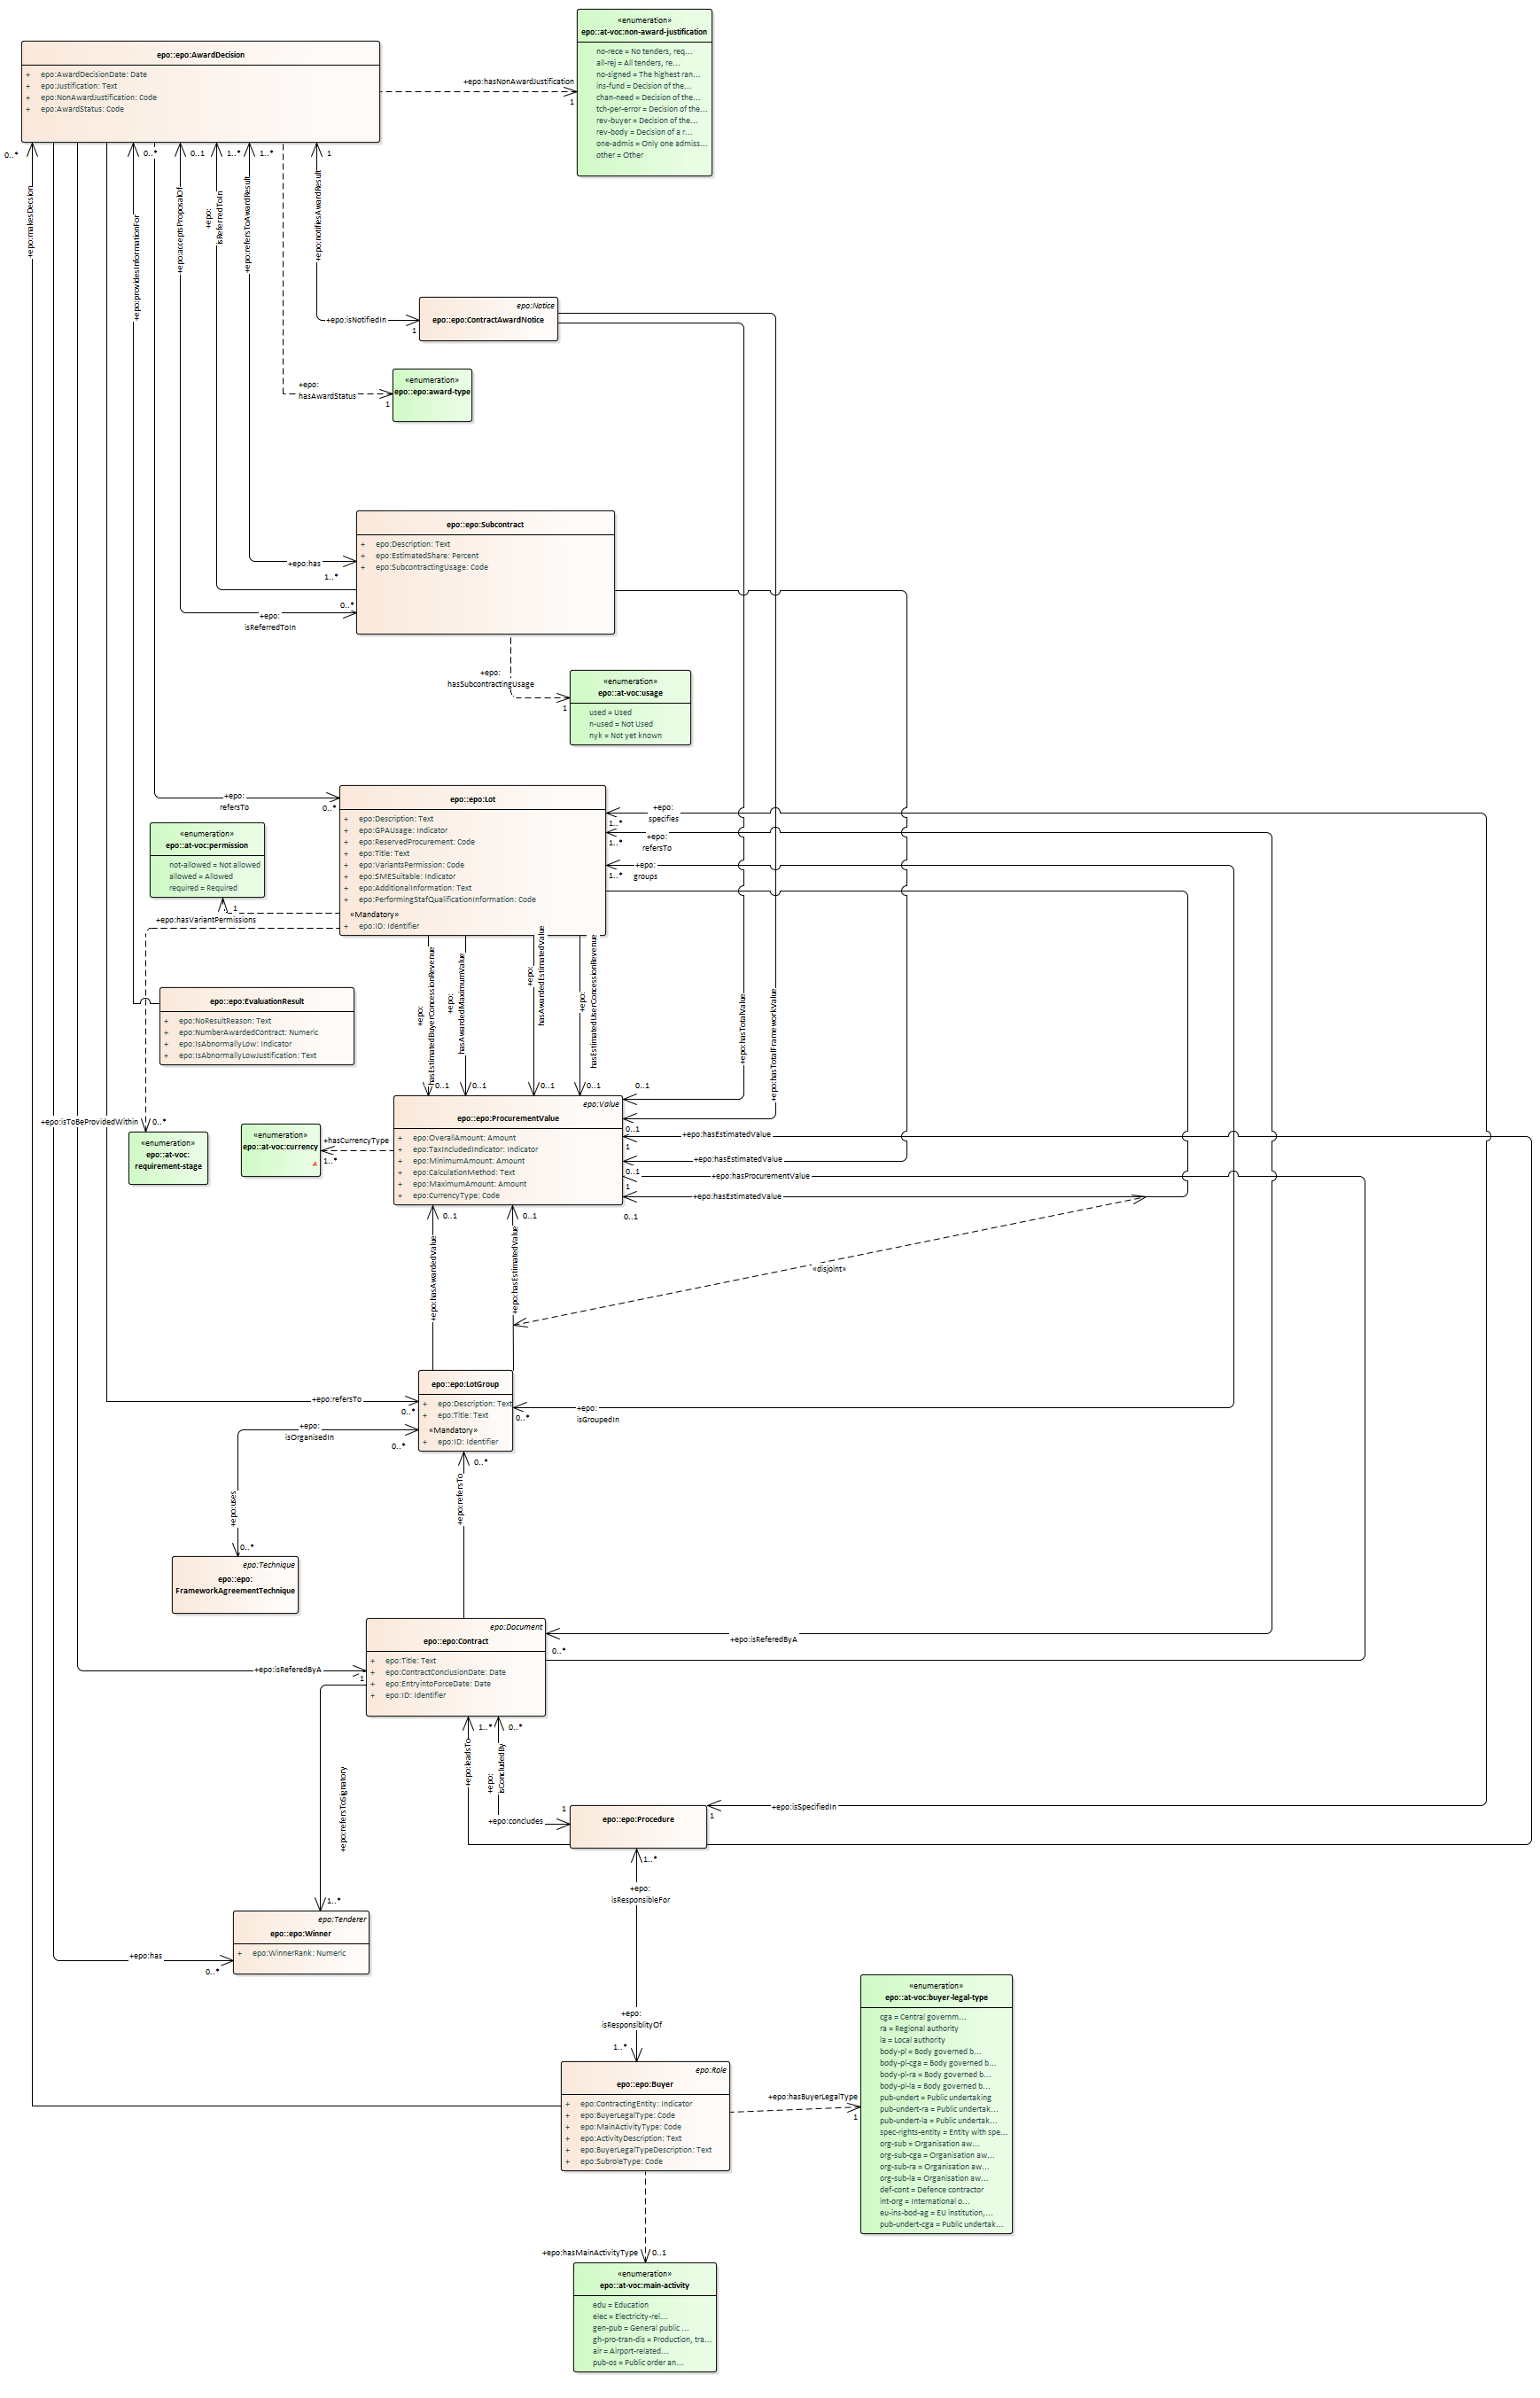 «enumeration»
epo::at-voc:non-award-justification
no-rece = No tenders, req...
all-rej = All tenders, re...
no-signed = The highest ran...
ins-fund = Decision of the...
chan-need = Decision of the...
tch-per-error = Decision of the...
rev-buyer = Decision of the...
rev-body = Decision of a r...
one-admis = Only one admiss...
other = Other
epo::epo:AwardDecision
+ epo:AwardDecisionDate: Date
+ epo:Justification: Text
+ epo:NonAwardJustification: Code
+ epo:AwardStatus: Code
+epo:hasNonAwardJustification
1
0..*
0..*
0..1
1..*
1..*
1
+epo:makesDecsion
+epo:providesInformationFor
+epo:acceptsProposalOf
+epo:
isReferredToIn
+epo:refersToAwardResult
+epo:notifiesAwardResult
epo:Notice
epo::epo:ContractAwardNotice
+epo:isNotifiedIn
1
«enumeration»
epo::epo:award-type
+epo:
hasAwardStatus
1
epo::epo:Subcontract
+ epo:Description: Text
+ epo:EstimatedShare: Percent
+ epo:SubcontractingUsage: Code
+epo:has
1..*
0..*
+epo:
isReferredToIn
+epo:
hasSubcontractingUsage
1
«enumeration»
epo::at-voc:usage
used = Used
n-used = Not Used
nyk = Not yet known
+epo:
refersTo
0..*
epo::epo:Lot
+ epo:Description: Text
+ epo:GPAUsage: Indicator
+ epo:ReservedProcurement: Code
+ epo:Title: Text
+ epo:VariantsPermission: Code
+ epo:SMESuitable: Indicator
+ epo:AdditionalInformation: Text
+ epo:PerformingStafQualificationInformation: Code
«Mandatory»
+ epo:ID: Identifier
+epo:
specifies
1..*
+epo:
refersTo
1..*
+epo:
groups
1..*
«enumeration»
epo::at-voc:permission
not-allowed = Not allowed
allowed = Allowed
required = Required
1
+epo:hasVariantPermissions
+epo:
hasEstimatedBuyerConcessionRevenue
+epo:
hasAwardedMaximumValue
+epo:
hasAwardedEstimatedValue
+epo:
hasEstimatedUserConcessionRevenue
+epo:hasTotalValue
+epo:hasTotalFrameworkValue
epo::epo:EvaluationResult
+ epo:NoResultReason: Text
+ epo:NumberAwardedContract: Numeric
+ epo:IsAbnormallyLow: Indicator
+ epo:IsAbnormallyLowJustification: Text
0..1
0..1
0..1
0..1
0..1
+epo:isToBeProvidedWithin
0..*
«enumeration»
epo::at-voc:
requirement-stage
«enumeration»
epo::at-voc:currency
A
+hasCurrencyType
1..*
epo:Value
epo::epo:ProcurementValue
+ epo:OverallAmount: Amount
+ epo:TaxIncludedIndicator: Indicator
+ epo:MinimumAmount: Amount
+ epo:CalculationMethod: Text
+ epo:MaximumAmount: Amount
+ epo:CurrencyType: Code
0..1
+epo:hasEstimatedValue
1
+epo:hasEstimatedValue
0..1
+epo:hasProcurementValue
1
+epo:hasEstimatedValue
0..1
0..1
0..1
+epo:hasAwardedValue
+epo:hasEstimatedValue
«disjoint»
epo::epo:LotGroup
+ epo:Description: Text
+ epo:Title: Text
«Mandatory»
+ epo:ID: Identifier
+epo:refersTo
0..*
0..*
+epo:
isGroupedIn
+epo:
isOrganisedIn
0..*
0..*
+epo:uses
+epo:refersTo
0..*
epo:Technique
epo::epo:
FrameworkAgreementTechnique
epo:Document
epo::epo:Contract
+ epo:Title: Text
+ epo:ContractConclusionDate: Date
+ epo:EntryintoForceDate: Date
+ epo:ID: Identifier
+epo:isReferedByA
0..*
+epo:isReferedByA
1
1..*
0..*
+epo:leadsTo
+epo:
isConcludedBy
+epo:refersToSignatory
1
+epo:concludes
epo::epo:Procedure
+epo:isSpecifiedIn
1
1..*
+epo:
isResponsibleFor
1..*
epo:Tenderer
epo::epo:Winner
+ epo:WinnerRank: Numeric
+epo:has
0..*
+epo:
isResponsiblityOf
1..*
epo:Role
epo::epo:Buyer
+ epo:ContractingEntity: Indicator
+ epo:BuyerLegalType: Code
+ epo:MainActivityType: Code
+ epo:ActivityDescription: Text
+ epo:BuyerLegalTypeDescription: Text
+ epo:SubroleType: Code
+epo:hasBuyerLegalType
1
«enumeration»
epo::at-voc:buyer-legal-type
cga = Central governm...
ra = Regional authority
la = Local authority
body-pl = Body governed b...
body-pl-cga = Body governed b...
body-pl-ra = Body governed b...
body-pl-la = Body governed b...
pub-undert = Public undertaking
pub-undert-ra = Public undertak...
pub-undert-la = Public undertak...
spec-rights-entity = Entity with spe...
org-sub = Organisation aw...
org-sub-cga = Organisation aw...
org-sub-ra = Organisation aw...
org-sub-la = Organisation aw...
def-cont = Defence contractor
int-org = International o...
eu-ins-bod-ag = EU institution,...
pub-undert-cga = Public undertak...
+epo:hasMainActivityType
0..1
«enumeration»
epo::at-voc:main-activity
edu = Education
elec = Electricity-rel...
gen-pub = General public ...
gh-pro-tran-dis = Production, tra...
air = Airport-related...
pub-os = Public order an...